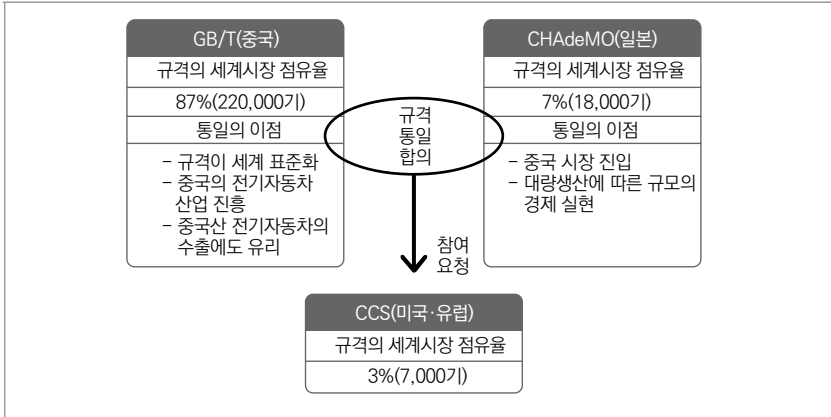 GB/T(중국)
규격의 세계시장 점유율
87%(220,000기)
통일의 이점
- 규격이 세계 표준화
- 중국의 전기자동차
산업 진흥
- 중국산 전기자동차의
수출에도 유리
규격
통일
합의
CHAdeMO(일본)
규격의 세계시장 점유율
7%(18,000기)
통일의 이점
- 중국 시장 진입
- 대량생산에 따른 규모의
경제 실현
참여
요청
CCS(미국·유럽)
규격의 세계시장 점유율
3%(7,000기)